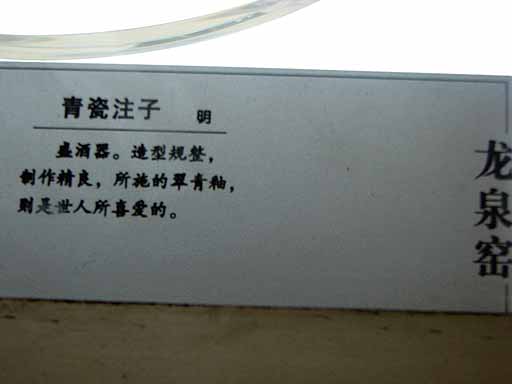 青瓷注子 明
盛酒器。造型规整，
制作精良，所施的翠青釉，
则是世人所喜爱的。
龙泉窑